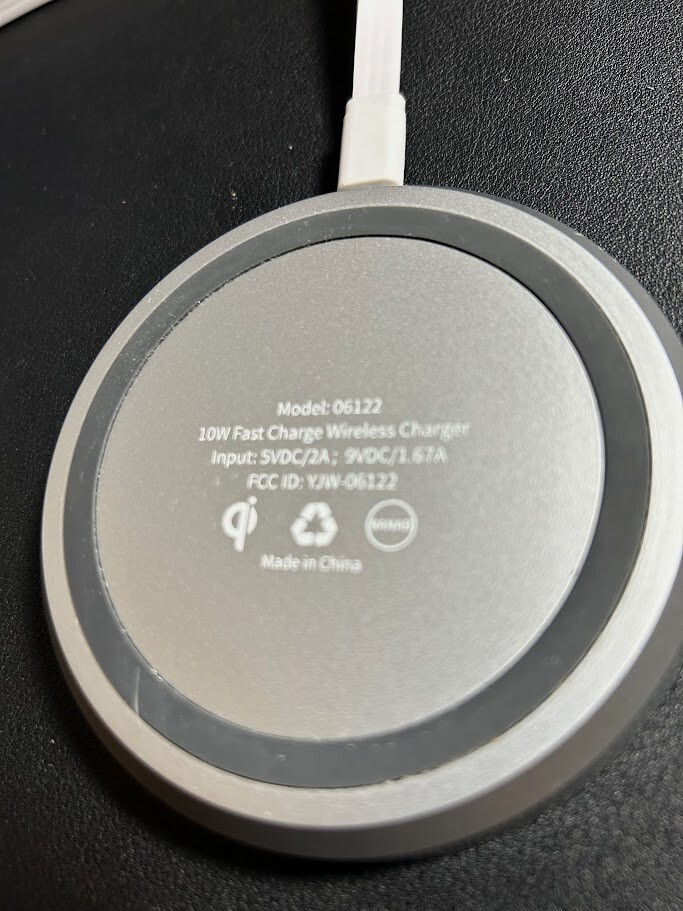 Model: 06122
10W Fast Charge Wireless Charger
Input: 5VDC/2A; 9VDC/1.67A
FCC ID: YJW-06122
qi
Made in China